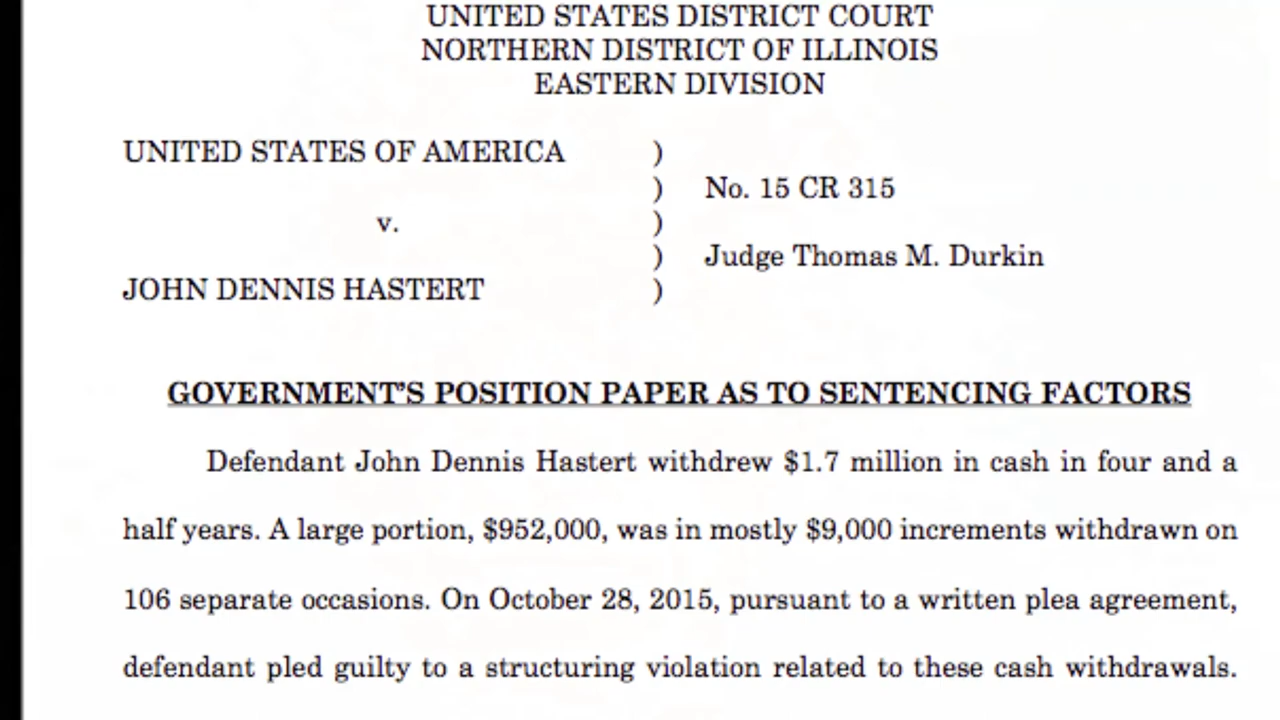 UNITED STATES DISTRICT COURT
NORTHERN DISTRICT OF ILLINOIS
EASTERN DIVISION
UNITED STATES OF AMERICA )
) No. 15 CR 315
v. )
) Judge Thomas M. Durkin
JOHN DENNIS HASTERT )
GOVERNMENT'S POSITION PAPER AS TO SENTENCING FACTORS
Defendant John Dennis Hastert withdrew $1.7 million in cash in four and a
half years. A large portion, $952,000, was in mostly $9,000 increments withdrawn on
106 separate occasions. On October 28, 2015, pursuant to a written plea agreement,
defendant pled guilty to a structuring violation related to these cash withdrawals.